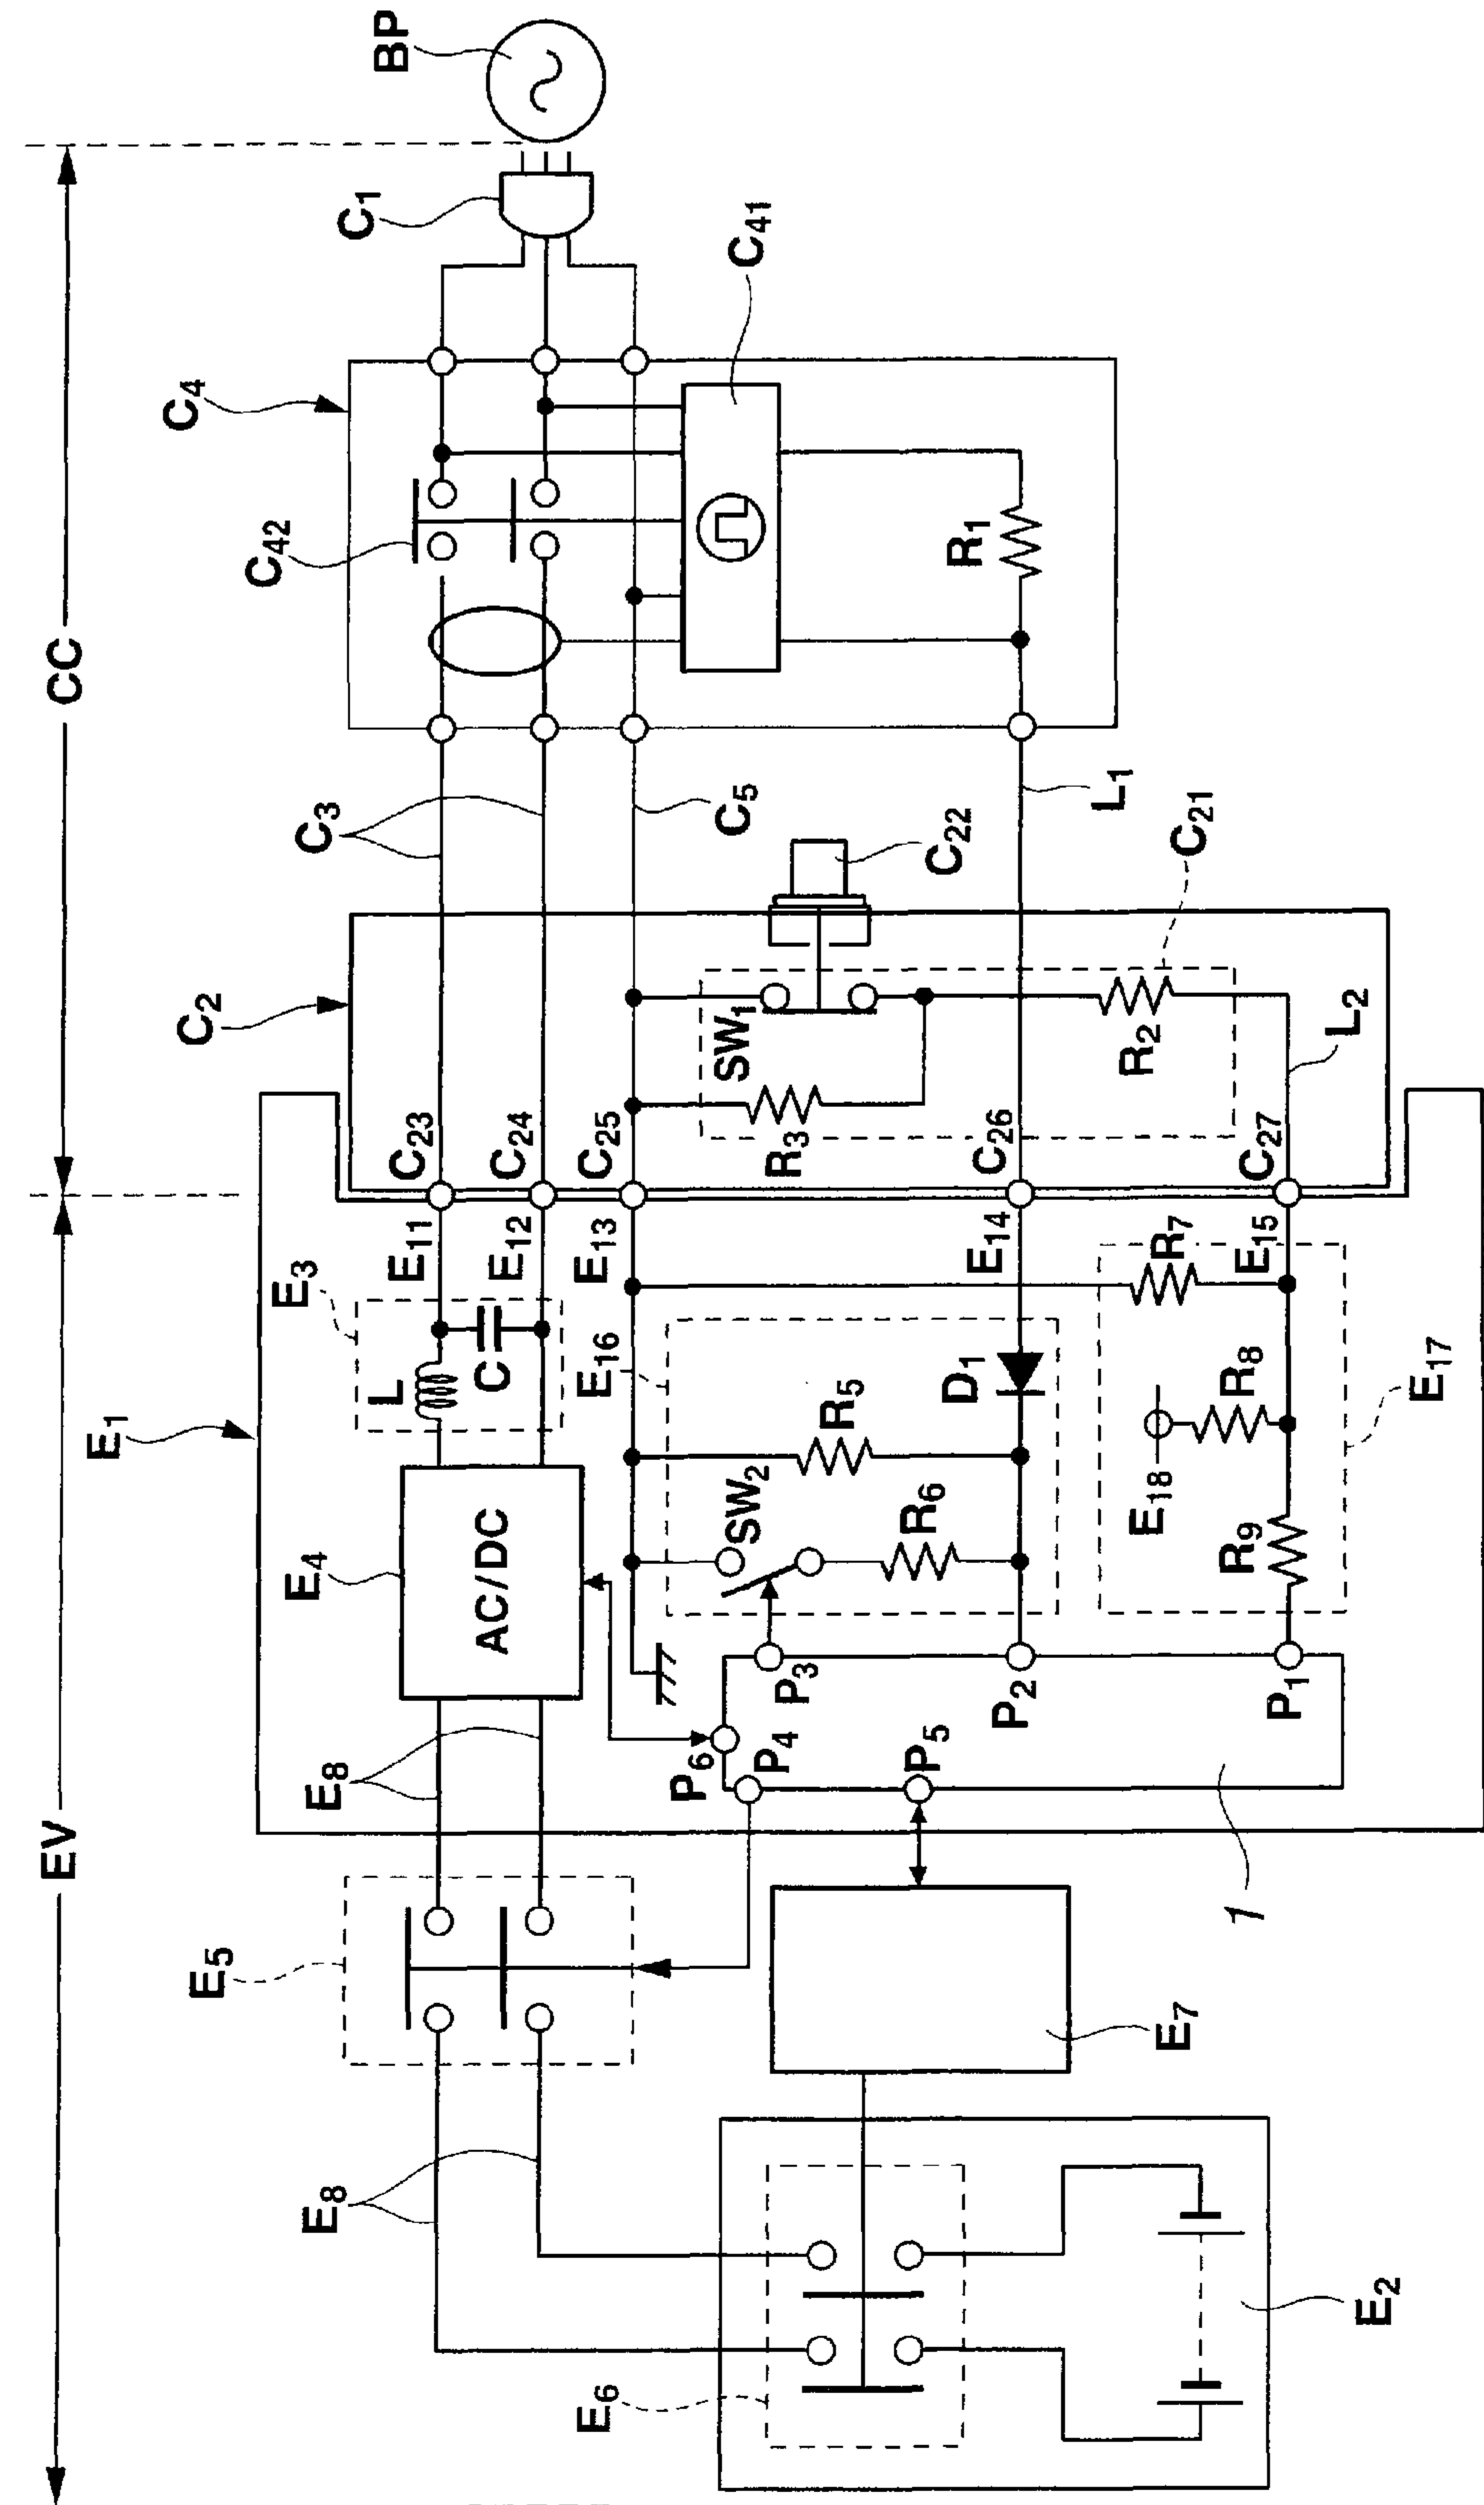 EV
CC
E1
E3
C2
C4
C42
C1
BP
E5
E8
E4
AC/DC
L
C
E11
E12
E13
C23
C24
C25
C3
C5
C41
E8
E6
P6
P4
P3
P5
P2
P1
E16
SW2
R5
R6
D1
E14
C26
R3
SW1
C22
R1
L1
E2
E7
1
E18
R9
R8
R7
E15
E17
C27
R2
C21
L2